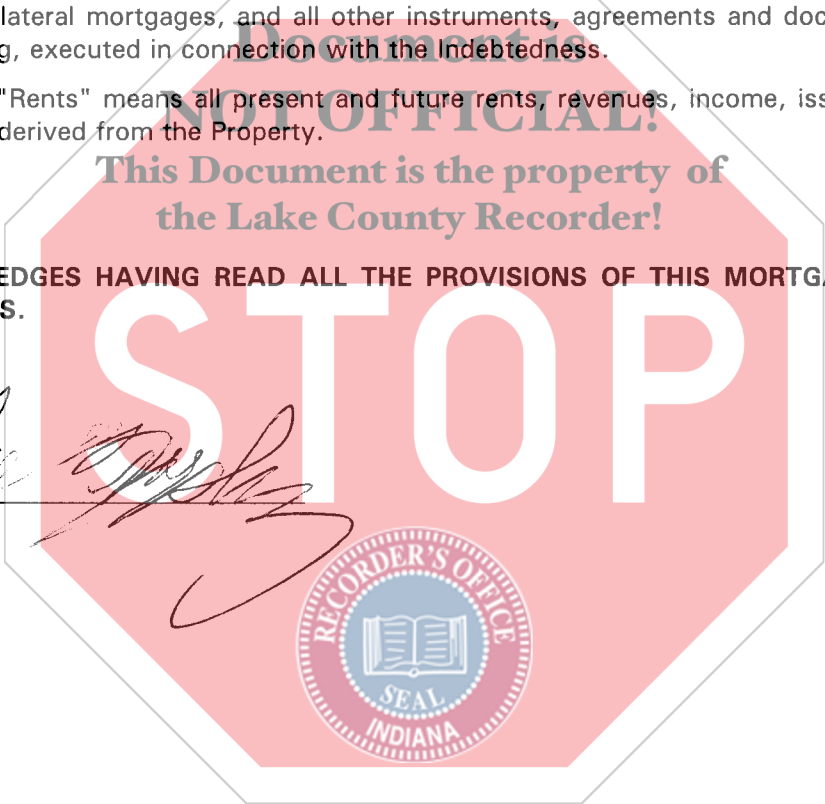 lateral mortgages, and all other instruments, agreements and doc
g, executed in connection with the Indebtedness.
Document is
"Rents" means all present and future rents, revenues, income, iss
NOT OFFICIAL!
derived from the Property.
This Document is the property of
the Lake County Recorder!
EDGES HAVING READ ALL THE PROVISIONS OF THIS MORTGA
S.
STOP
RECORDER'S OFFICE
SEAL
INDIANA